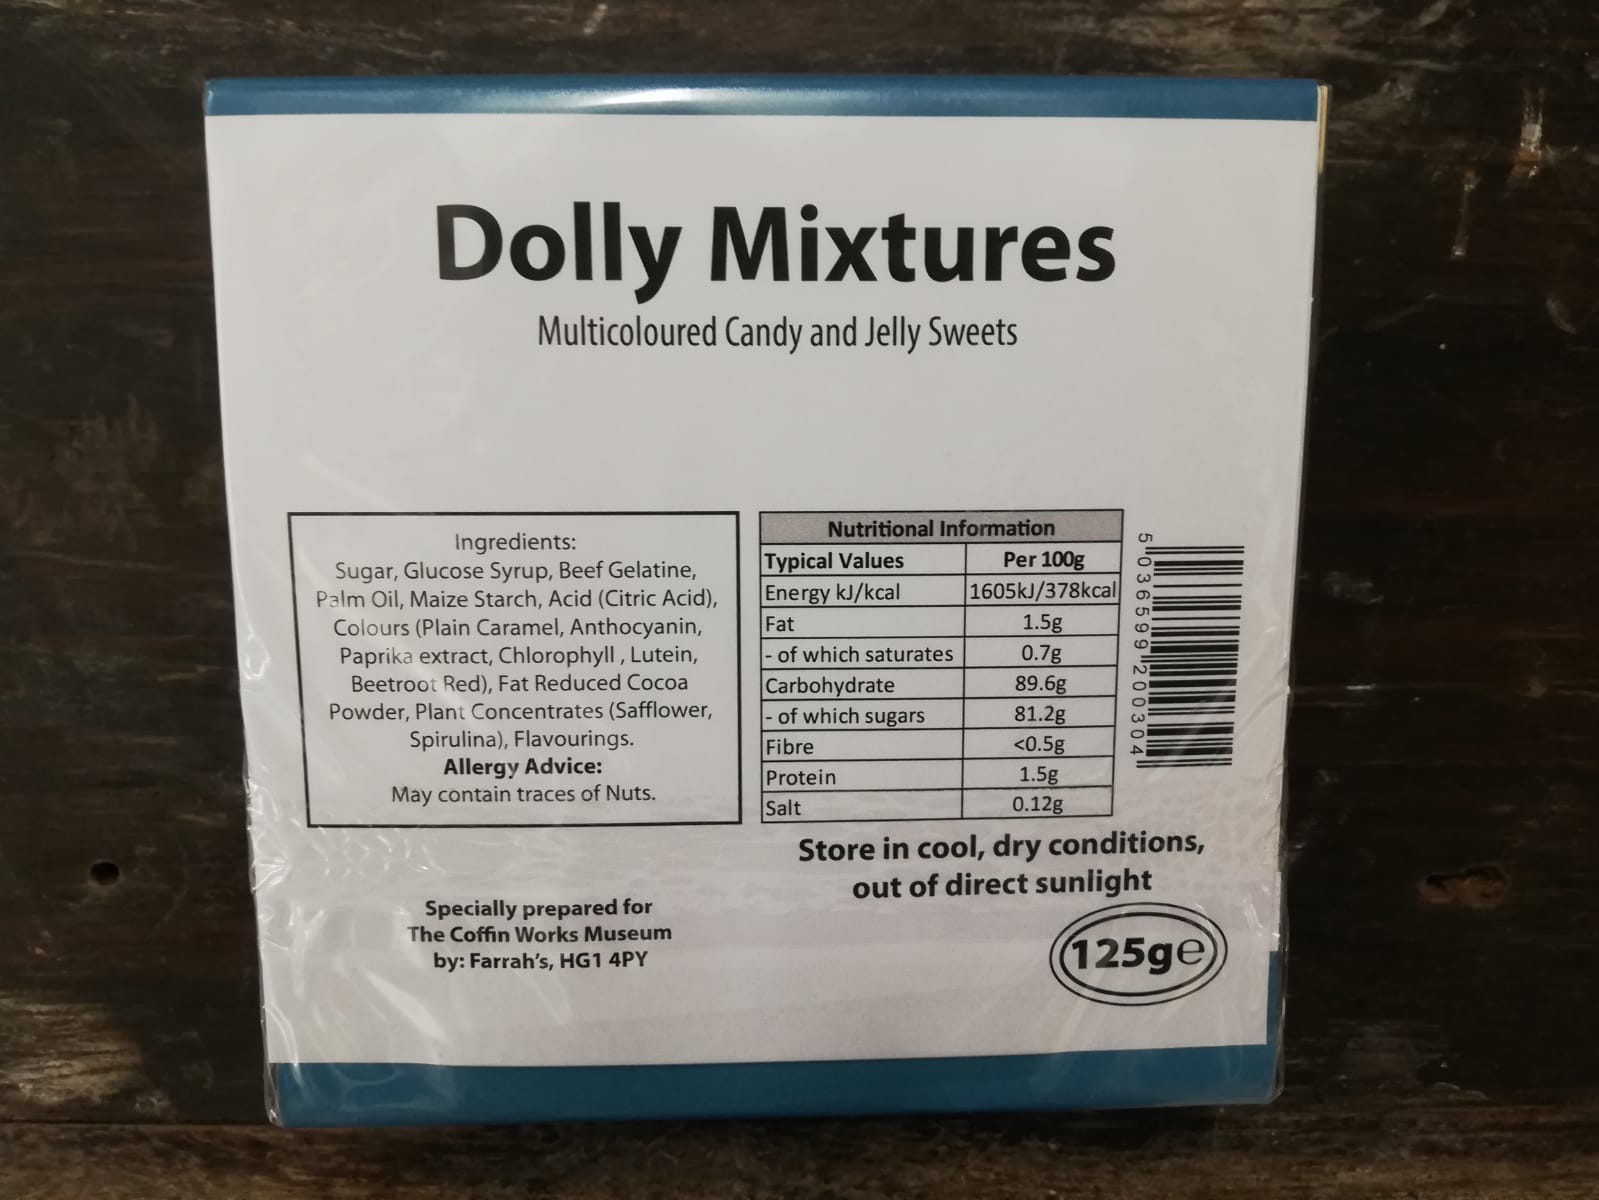 Dolly Mixtures
Multicoloured Candy and Jelly Sweets
Ingredients:
Sugar, Glucose Syrup, Beef Gelatine,
Palm Oil, Maize Starch, Acid (Citric Acid),
Colours (Plain Caramel, Anthocyanin,
Paprika extract, Chlorophyll , Lutein,
Beetroot Red), Fat Reduced Cocoa
Powder, Plant Concentrates (Safflower,
Spirulina), Flavourings.
Allergy Advice:
May contain traces of Nuts.
Nutritional Information
Typical Values Per 100g
Energy kJ/kcal 1605kJ/378kcal
Fat 1.5g
- of which saturates 0.7g
Carbohydrate 89.6g
- of which sugars 81.2g
Fibre <0.5g
Protein 1.5g
Salt 0.12g
5 036599 200304
Store in cool, dry conditions,
out of direct sunlight
Specially prepared for
The Coffin Works Museum
by: Farrah's, HG1 4PY
125g℮